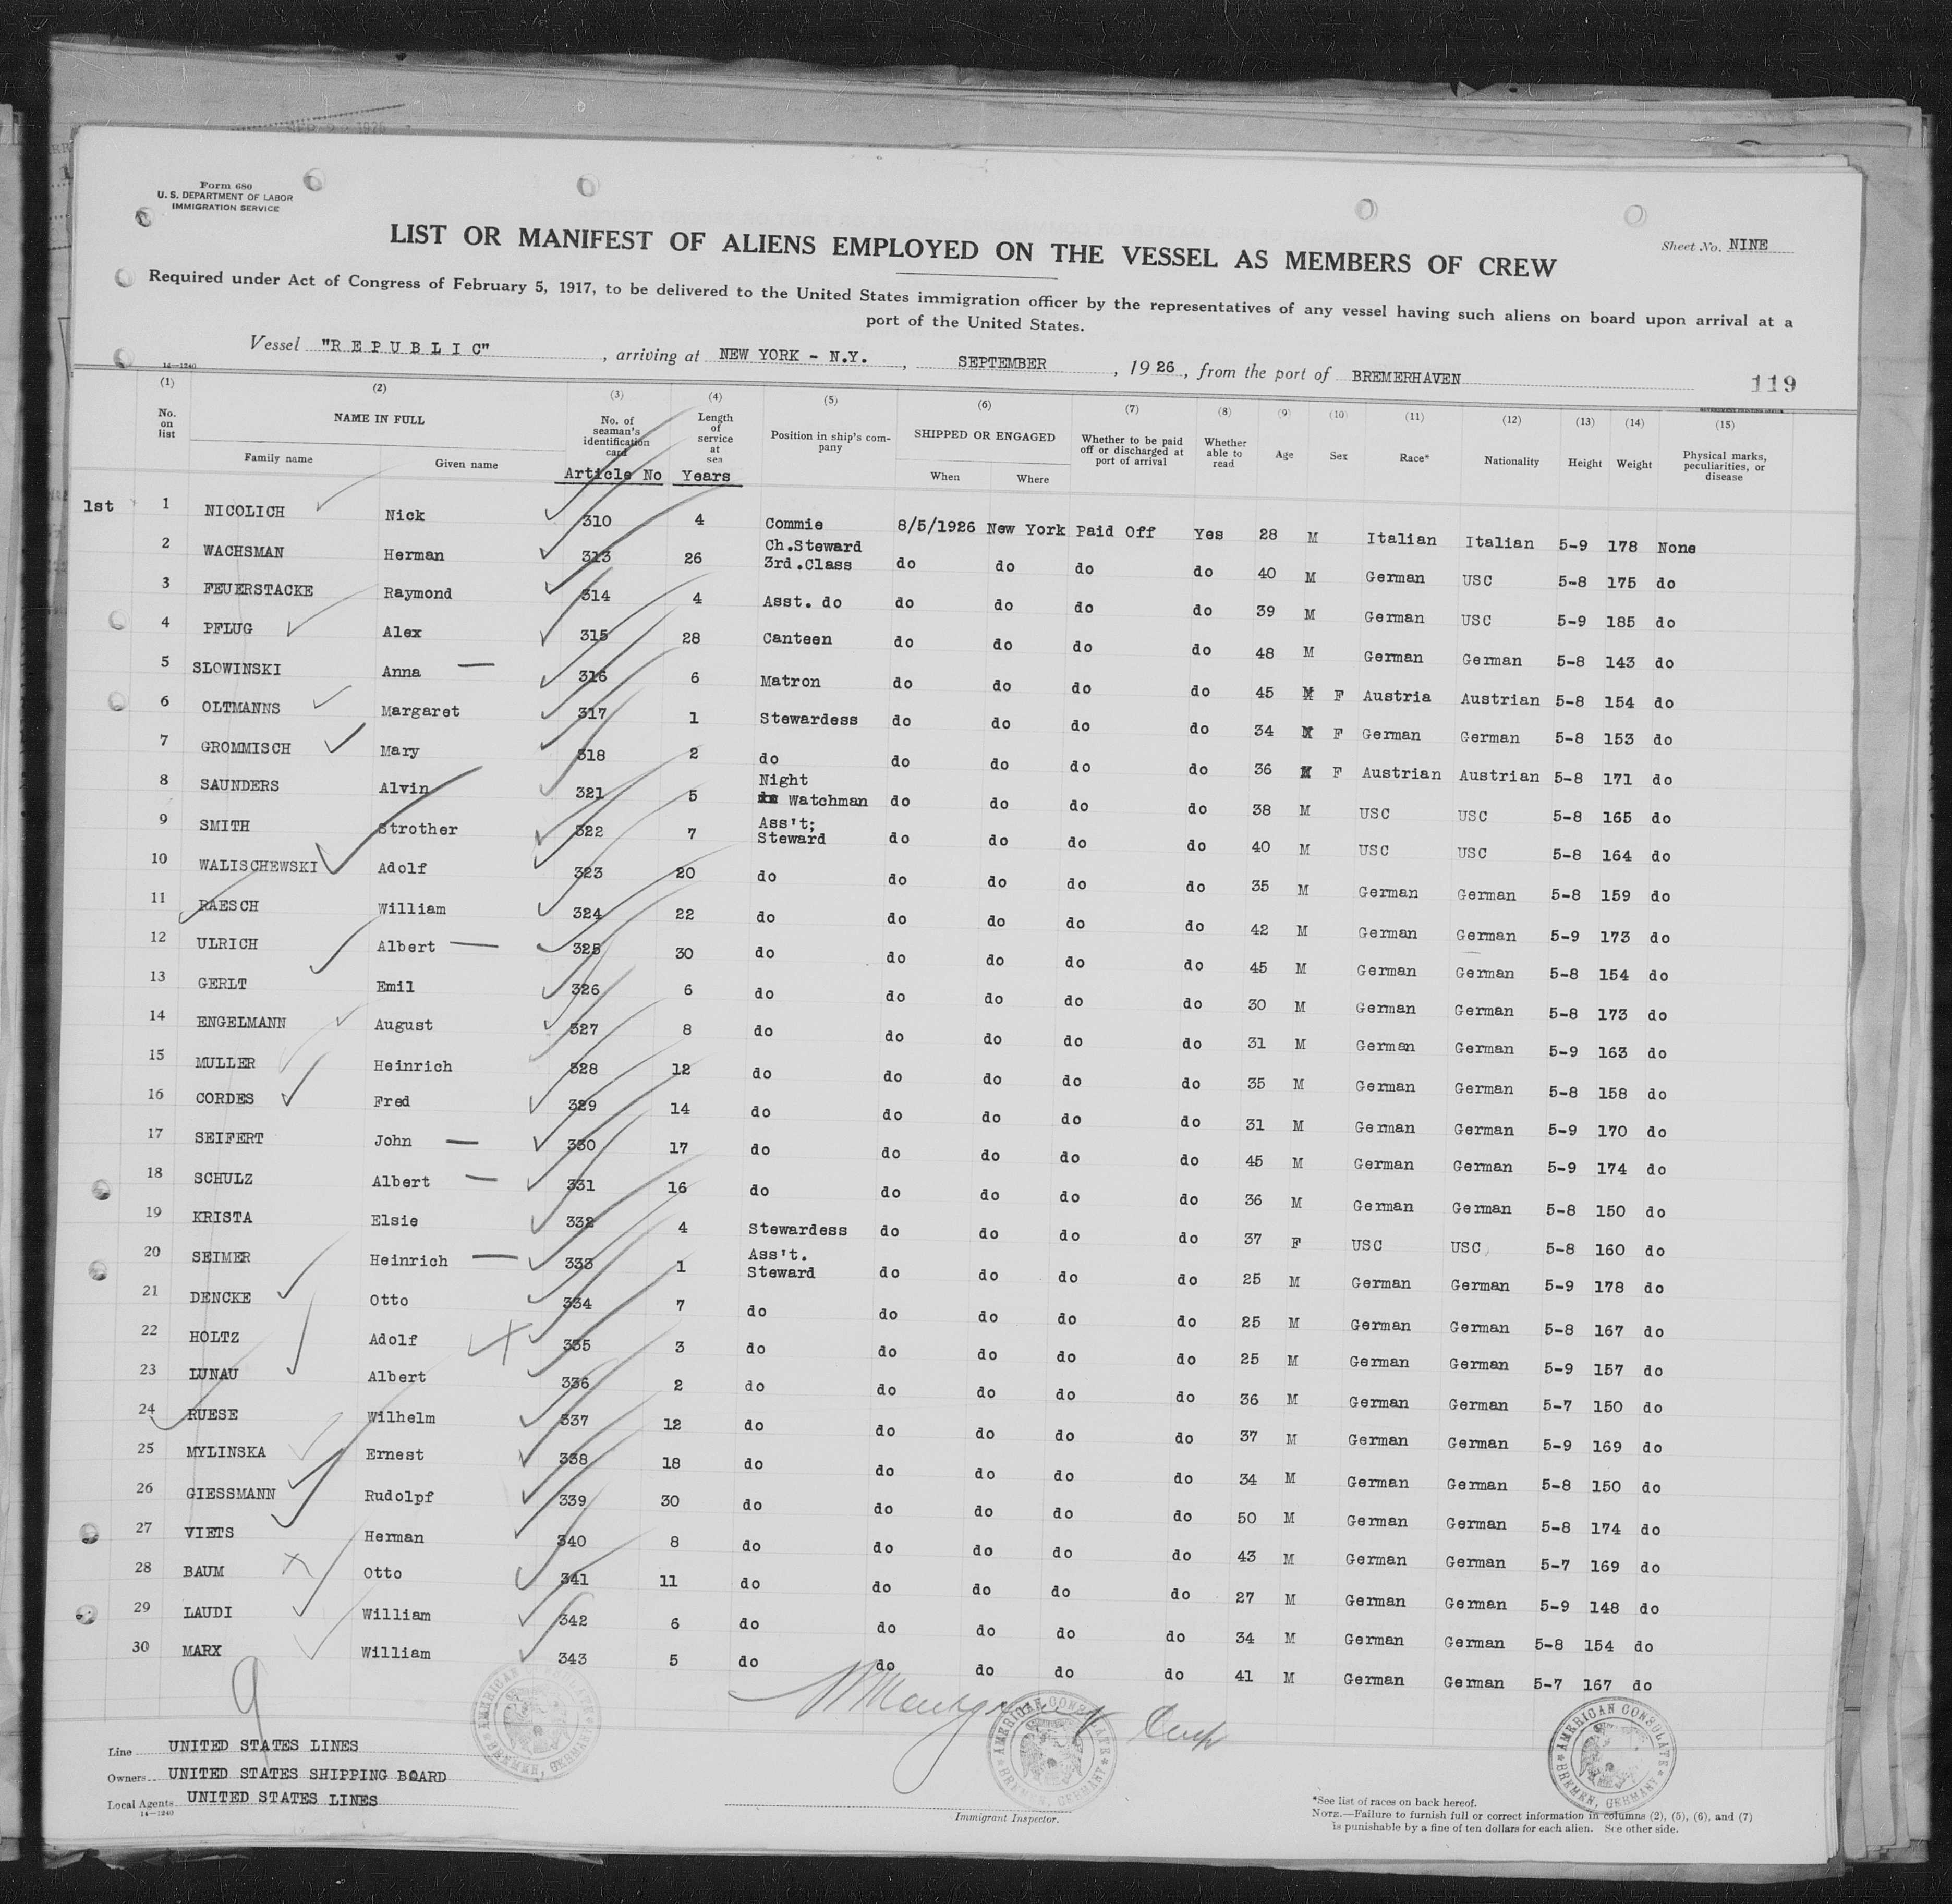 Form 680
U. S. DEPARTMENT OF LABOR
IMMIGRATION SERVICE
LIST OR MANIFEST OF ALIENS EMPLOYED ON THE VESSEL AS MEMBERS OF CREW
Sheet No. NINE
Required under Act of Congress of February 5, 1917, to be delivered to the United States immigration officer by the representatives of any vessel having such aliens on board upon arrival at a
port of the United States.
Vessel "REPUBLIC", arriving at NEW YORK - N.Y., SEPTEMBER, 1926, from the port of BREMERHAVEN
14—1240
119
(1) (2) (3) (4) (5) (6) (7) (8) (9) (10) (11) (12) (13) (14) (15)
No. on list NAME IN FULL No. of seaman's identification card Length of service at sea Position in ship's company SHIPPED OR ENGAGED Whether to be paid off or discharged at port of arrival Whether able to read Age Sex Race* Nationality Height Weight Physical marks, peculiarities, or disease
Family name Given name Article No Years When Where
1st 1 NICOLICH Nick 310 4 Commie 8/5/1926 New York Paid Off Yes 28 M Italian Italian 5-9 178 None
2 WACHSMAN Herman 313 26 Ch.Steward 3rd.Class do do do do 40 M German USC 5-8 175 do
3 FEUERSTACKE Raymond 314 4 Asst. do do do do do 39 M German USC 5-9 185 do
4 PFLUG Alex 315 28 Canteen do do do do 48 M German German 5-8 143 do
5 SLOWINSKI Anna 316 6 Matron do do do do 45 M F Austria Austrian 5-8 154 do
6 OLTMANNS Margaret 317 1 Stewardess do do do do 34 M F German German 5-8 153 do
7 GROMMISCH Mary 318 2 do do do do do 36 M F Austrian Austrian 5-8 171 do
8 SAUNDERS Alvin 321 5 Night Watchman do do do do 38 M USC USC 5-8 165 do
9 SMITH Strother 322 7 Ass't; Steward do do do do 40 M USC USC 5-8 164 do
10 WALISCHEWSKI Adolf 323 20 do do do do do 35 M German German 5-8 159 do
11 RAESCH William 324 22 do do do do do 42 M German German 5-9 173 do
12 ULRICH Albert 325 30 do do do do do 45 M German German 5-8 154 do
13 GERLT Emil 326 6 do do do do do 30 M German German 5-8 173 do
14 ENGELMANN August 327 8 do do do do do 31 M German German 5-9 163 do
15 MULLER Heinrich 328 12 do do do do do 35 M German German 5-8 158 do
16 CORDES Fred 329 14 do do do do do 31 M German German 5-9 170 do
17 SEIFERT John 330 17 do do do do do 45 M German German 5-9 174 do
18 SCHULZ Albert 331 16 do do do do do 36 M German German 5-8 150 do
19 KRISTA Elsie 332 4 Stewardess do do do do 37 F USC USC 5-8 160 do
20 SEIMER Heinrich 333 1 Ass't. Steward do do do do 25 M German German 5-9 178 do
21 DENCKE Otto 334 7 do do do do do 25 M German German 5-8 167 do
22 HOLTZ Adolf 335 3 do do do do do 25 M German German 5-9 157 do
23 LUNAU Albert 336 2 do do do do do 36 M German German 5-7 150 do
24 RUESE Wilhelm 337 12 do do do do do 37 M German German 5-9 169 do
25 MYLINSKA Ernest 338 18 do do do do do 34 M German German 5-8 150 do
26 GIESSMANN Rudolpf 339 30 do do do do do 50 M German German 5-8 174 do
27 VIETS Herman 340 8 do do do do do 43 M German German 5-7 169 do
28 BAUM Otto 341 11 do do do do do 27 M German German 5-9 148 do
29 LAUDI William 342 6 do do do do do 34 M German German 5-8 154 do
30 MARX William 343 5 do do do do do 41 M German German 5-7 167 do
9
AMERICAN CONSULATE BREMEN, GERMANY
AMERICAN CONSULATE BREMEN, GERMANY
AMERICAN CONSULATE BREMEN, GERMANY
Line UNITED STATES LINES
Owners UNITED STATES SHIPPING BOARD
Local Agents UNITED STATES LINES
14—1240
Immigrant Inspector.
*See list of races on back hereof.
NOTE.—Failure to furnish full or correct information in columns (2), (5), (6), and (7)
is punishable by a fine of ten dollars for each alien. See other side.